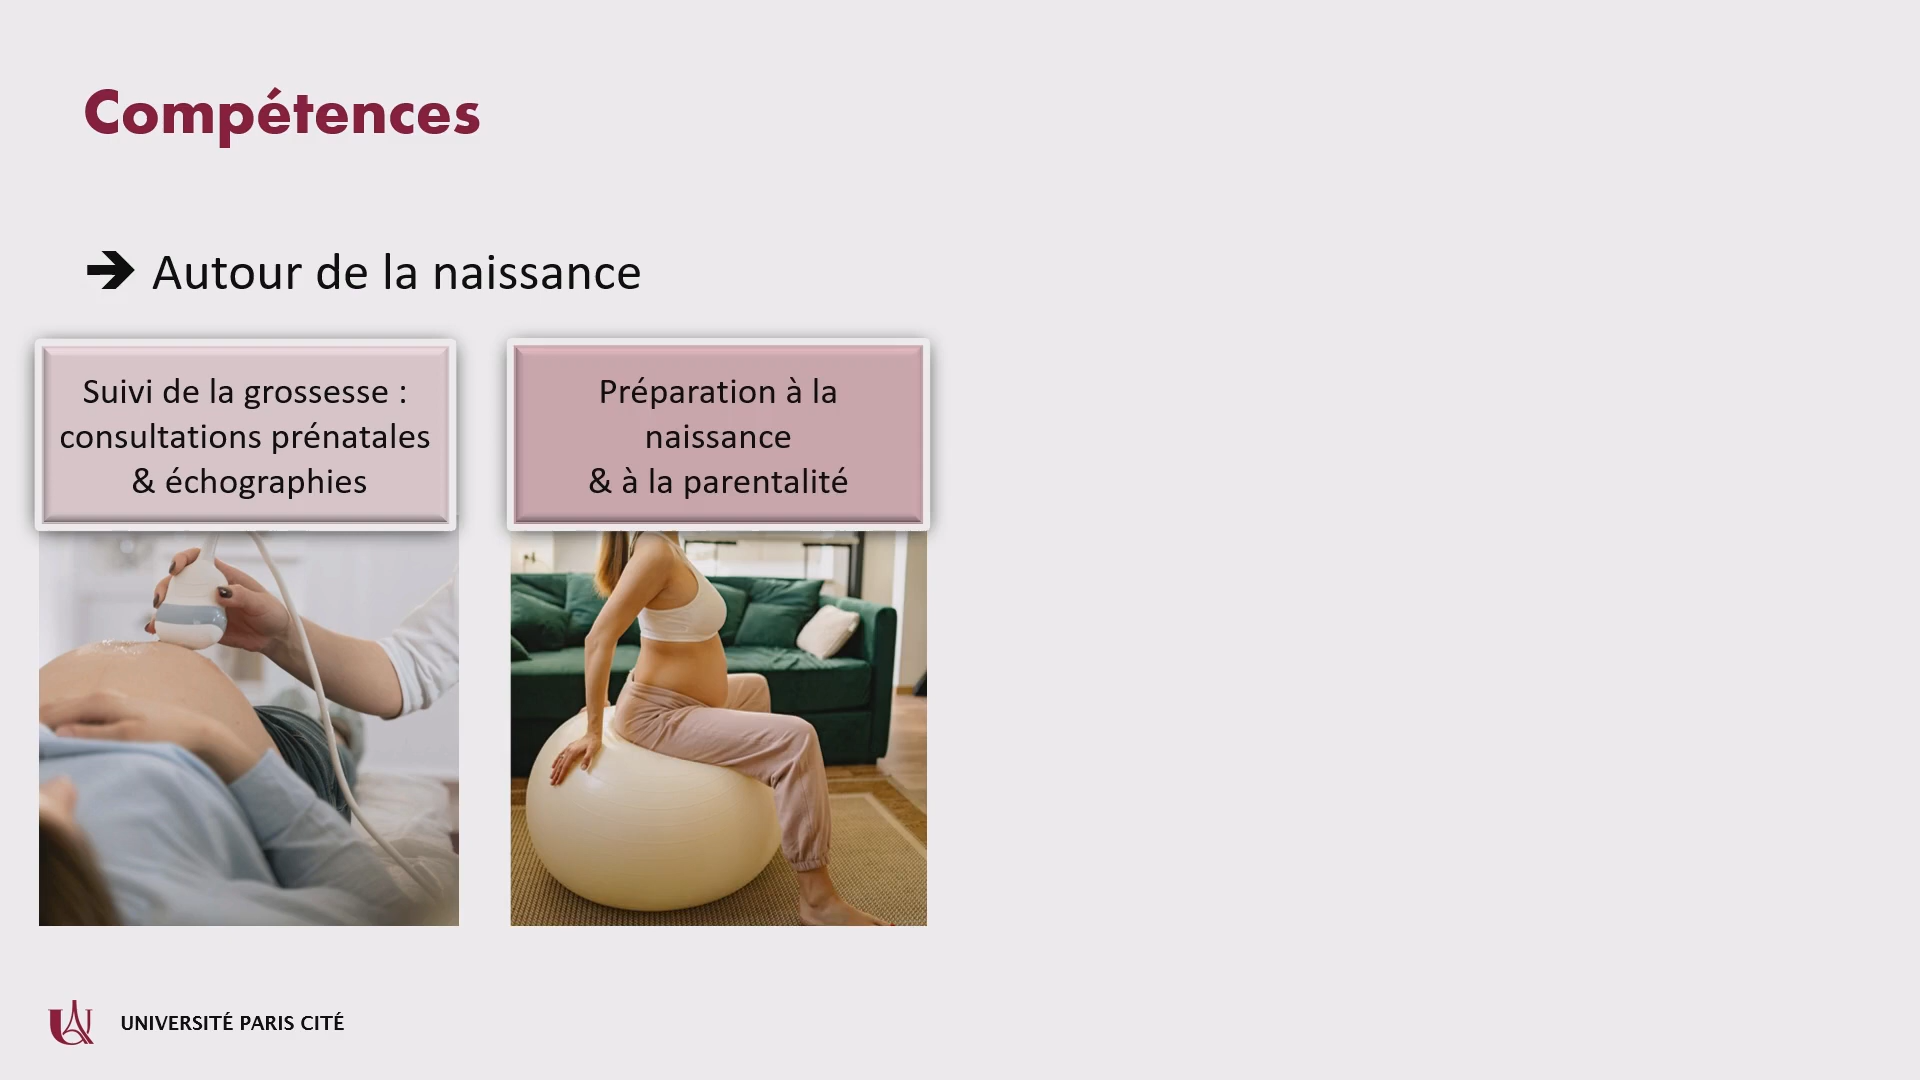 Compétences
➔ Autour de la naissance
Suivi de la grossesse :
consultations prénatales
& échographies
Préparation à la
naissance
& à la parentalité
UNIVERSITÉ PARIS CITÉ